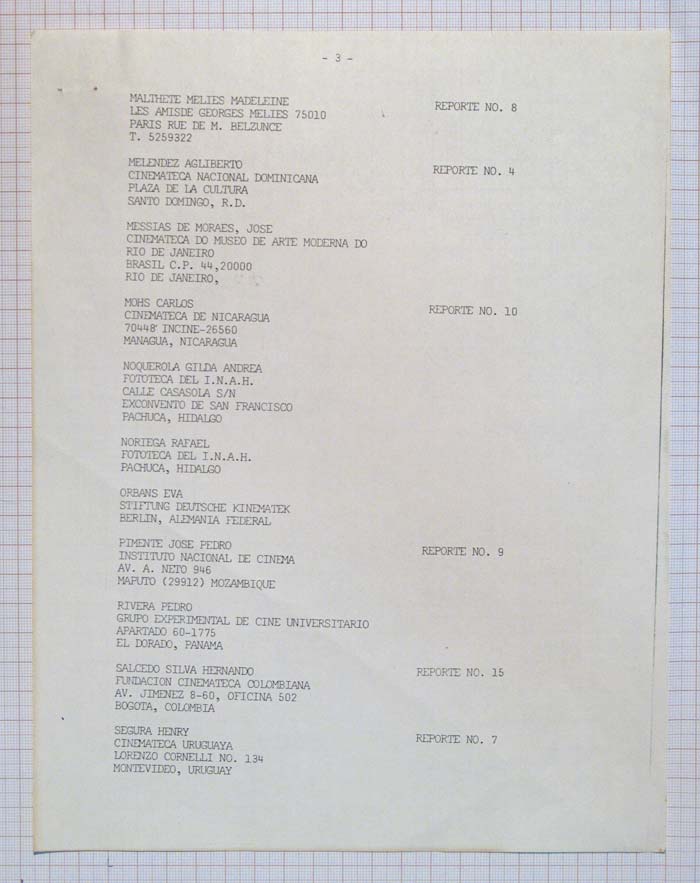 - 3 -
MALTHETE MELIES MADELEINE
LES AMISDE GEORGES MELIES 75010
PARIS RUE DE M. BELZUNCE
T. 5259322
REPORTE NO. 8
MELENDEZ AGLIBERTO
CINEMATECA NACIONAL DOMINICANA
PLAZA DE LA CULTURA
SANTO DOMINGO, R.D.
REPORTE NO. 4
MESSIAS DE MORAES, JOSE
CINEMATECA DO MUSEO DE ARTE MODERNA DO
RIO DE JANEIRO
BRASIL C.P. 44,20000
RIO DE JANEIRO,
MOHS CARLOS
CINEMATECA DE NICARAGUA
70448 INCINE-26560
MANAGUA, NICARAGUA
REPORTE NO. 10
NOQUEROLA GILDA ANDREA
FOTOTECA DEL I.N.A.H.
CALLE CASASOLA S/N
EXCONVENTO DE SAN FRANCISCO
PACHUCA, HIDALGO
NORIEGA RAFAEL
FOTOTECA DEL I.N.A.H.
PACHUCA, HIDALGO
ORBANS EVA
STIFTUNG DEUTSCHE KINEMATEK
BERLIN, ALEMANIA FEDERAL
PIMENTE JOSE PEDRO
INSTITUTO NACIONAL DE CINEMA
AV. A. NETO 946
MAPUTO (29912) MOZAMBIQUE
REPORTE NO. 9
RIVERA PEDRO
GRUPO EXPERIMENTAL DE CINE UNIVERSITARIO
APARTADO 60-1775
EL DORADO, PANAMA
SALCEDO SILVA HERNANDO
FUNDACION CINEMATECA COLOMBIANA
AV. JIMENEZ 8-60, OFICINA 502
BOGOTA, COLOMBIA
REPORTE NO. 15
SEGURA HENRY
CINEMATECA URUGUAYA
LORENZO CORNELLI NO. 134
MONTEVIDEO, URUGUAY
REPORTE NO. 7